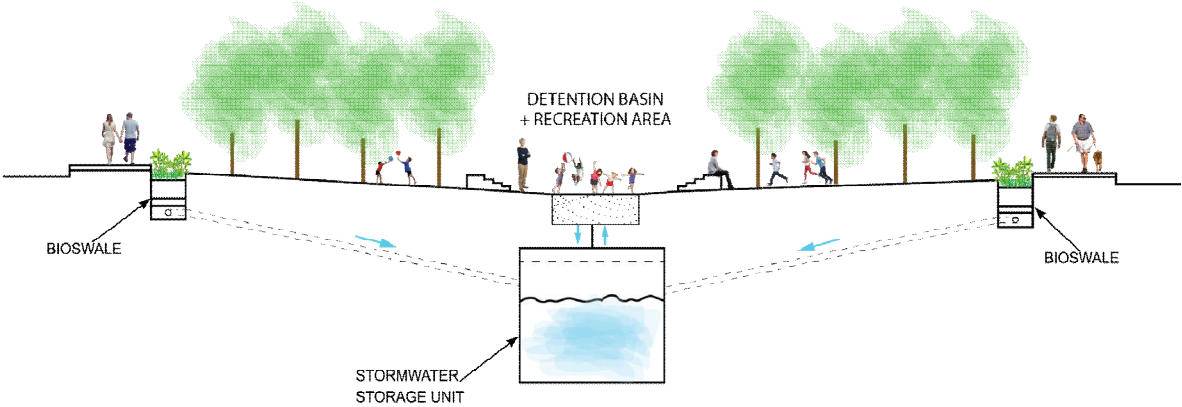 DETENTION BASIN
+ RECREATION AREA
BIOSWALE
BIOSWALE
STORMWATER
STORAGE UNIT